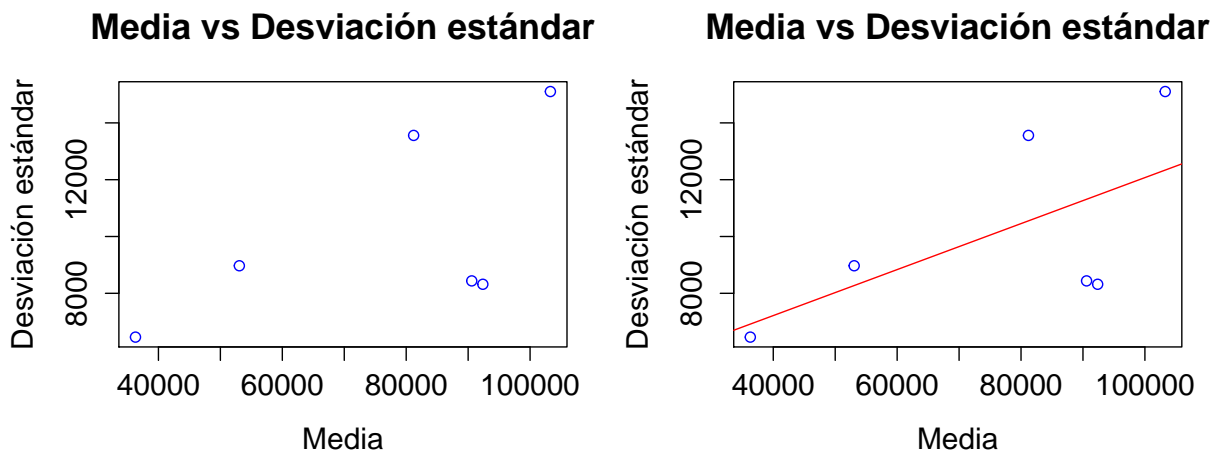 Media vs Desviación estándar
Desviación estándar
12000
8000
40000 60000 80000 100000
Media
Media vs Desviación estándar
Desviación estándar
12000
8000
40000 60000 80000 100000
Media